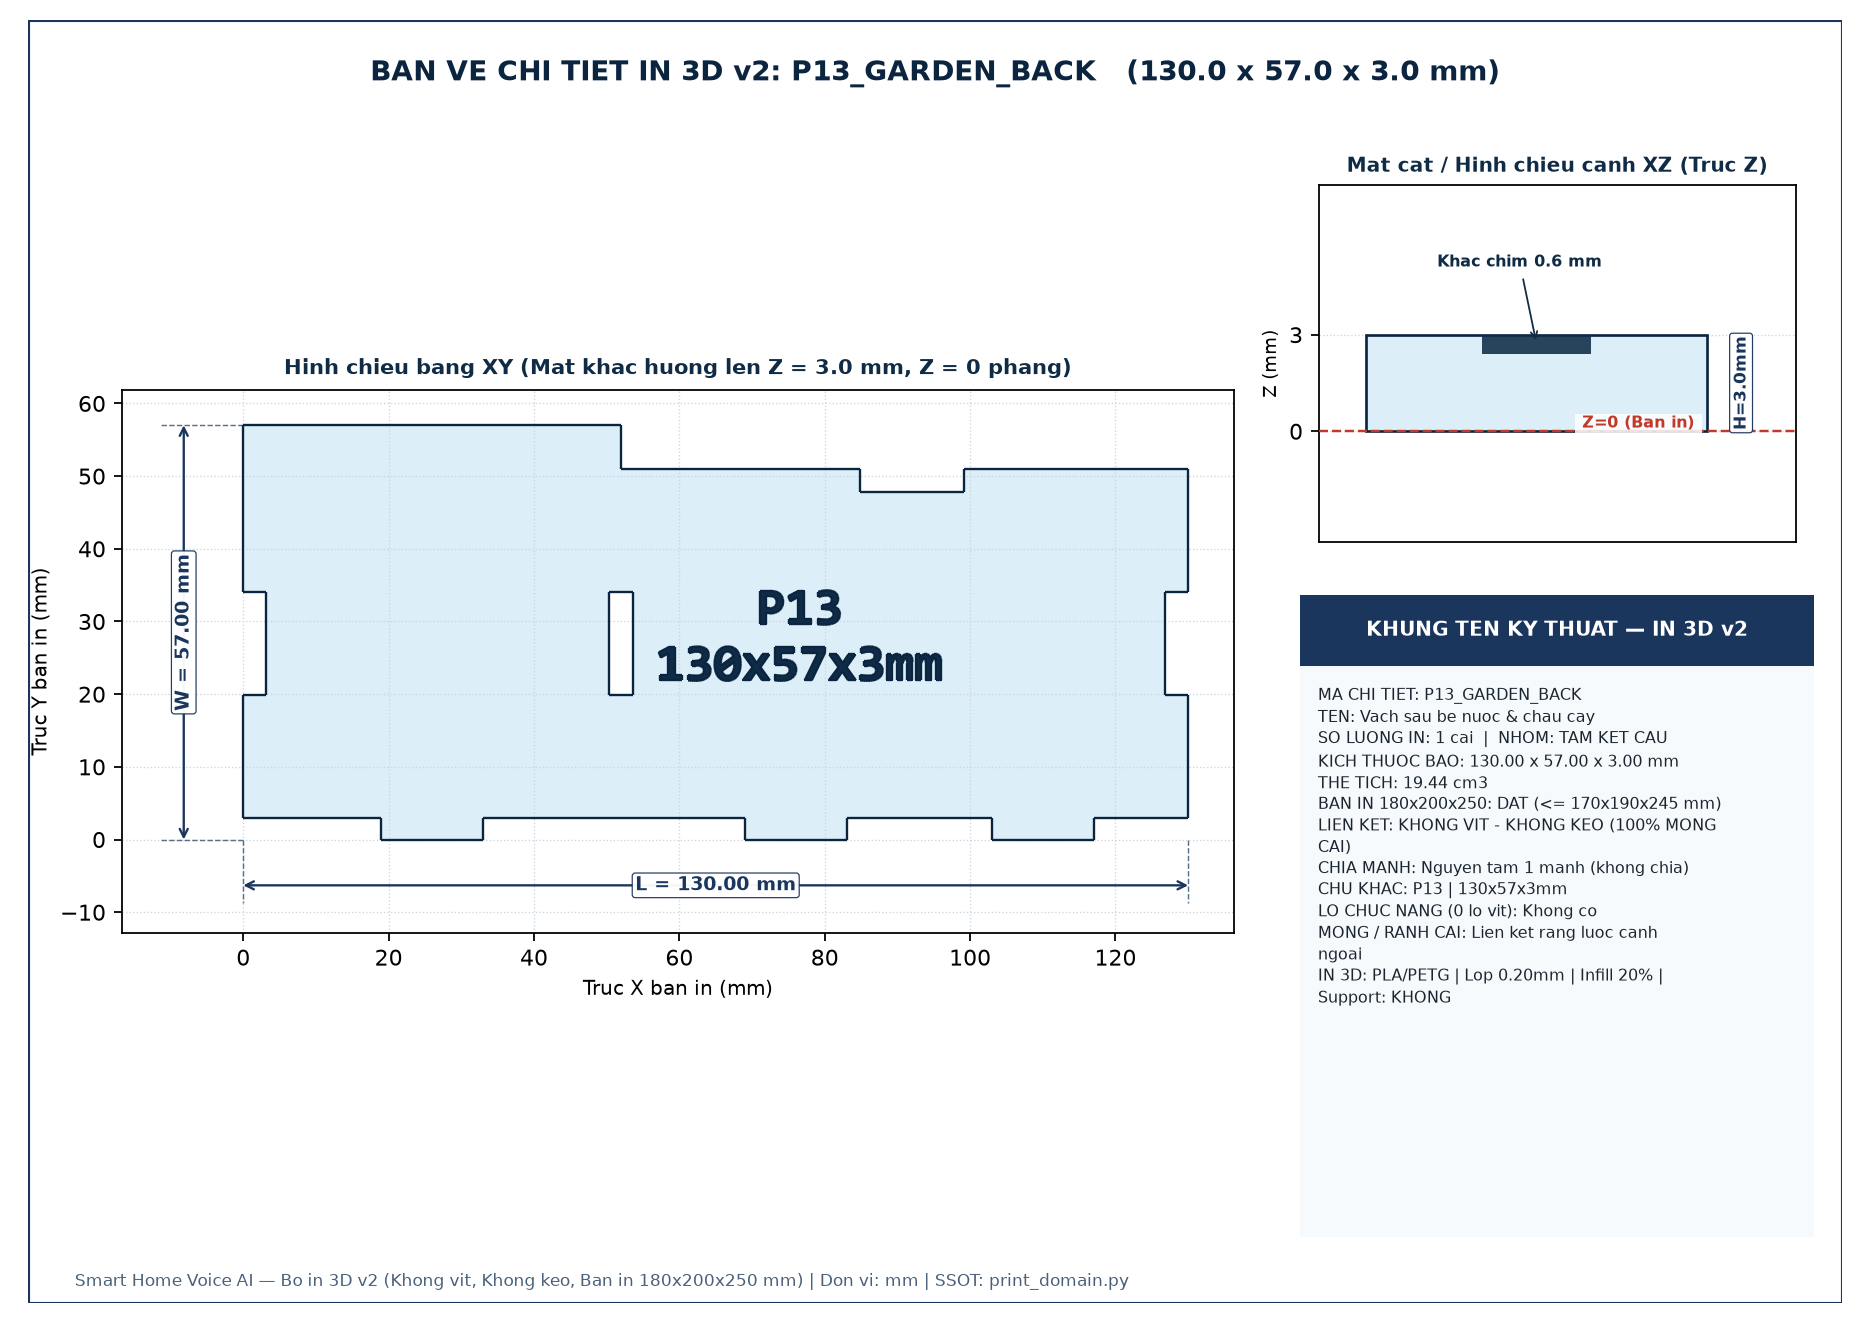 BAN VE CHI TIET IN 3D v2: P13_GARDEN_BACK (130.0 x 57.0 x 3.0 mm)
Hinh chieu bang XY (Mat khac huong len Z = 3.0 mm, Z = 0 phang)
60
50
40
30
20
10
0
−10
Truc Y ban in (mm)
W = 57.00 mm
P13
130x57x3mm
L = 130.00 mm
0 20 40 60 80 100 120
Truc X ban in (mm)
Mat cat / Hinh chieu canh XZ (Truc Z)
Khac chim 0.6 mm
3
0
Z (mm)
Z=0 (Ban in)
H=3.0mm
KHUNG TEN KY THUAT — IN 3D v2
MA CHI TIET: P13_GARDEN_BACK
TEN: Vach sau be nuoc & chau cay
SO LUONG IN: 1 cai | NHOM: TAM KET CAU
KICH THUOC BAO: 130.00 x 57.00 x 3.00 mm
THE TICH: 19.44 cm3
BAN IN 180x200x250: DAT (<= 170x190x245 mm)
LIEN KET: KHONG VIT - KHONG KEO (100% MONG
CAI)
CHIA MANH: Nguyen tam 1 manh (khong chia)
CHU KHAC: P13 | 130x57x3mm
LO CHUC NANG (0 lo vit): Khong co
MONG / RANH CAI: Lien ket rang luoc canh
ngoai
IN 3D: PLA/PETG | Lop 0.20mm | Infill 20% |
Support: KHONG
Smart Home Voice AI — Bo in 3D v2 (Khong vit, Khong keo, Ban in 180x200x250 mm) | Don vi: mm | SSOT: print_domain.py